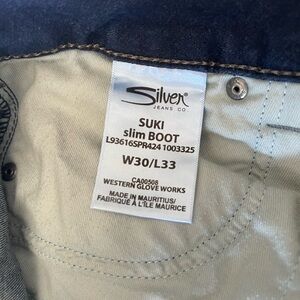 Silver
JEANS CO.
SUKI
slim BOOT
L93616SPR424 1003325
W30/L33
CA00508
WESTERN GLOVE WORKS
MADE IN MAURITIUS/
FABRIQUÉ À L'ÎLE MAURICE